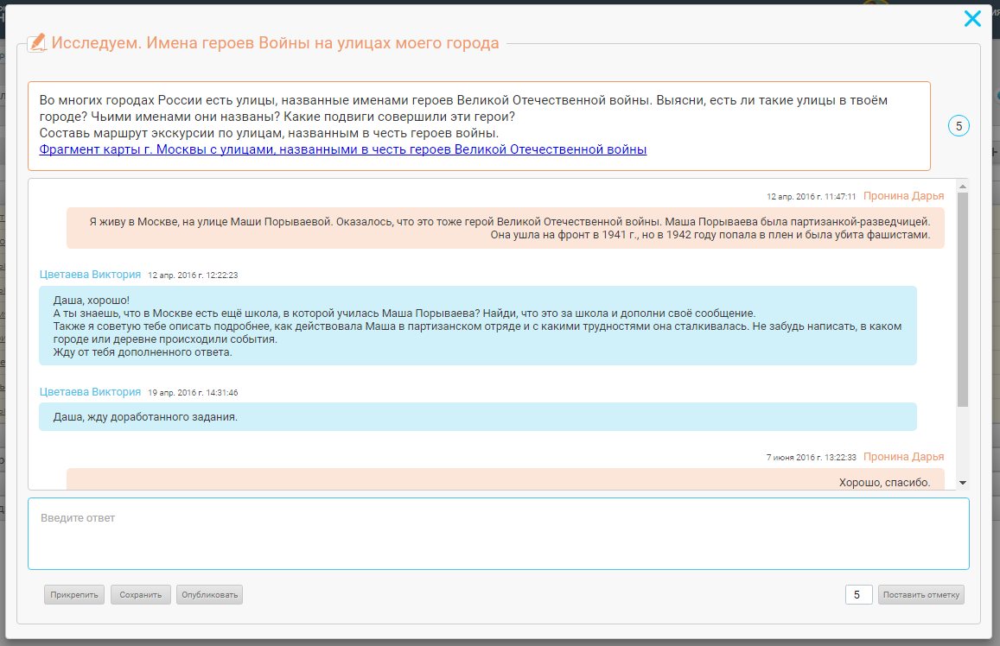 Исследуем. Имена героев Войны на улицах моего города
Во многих городах России есть улицы, названные именами героев Великой Отечественной войны. Выясни, есть ли такие улицы в твоём
городе? Чьими именами они названы? Какие подвиги совершили эти герои?
Составь маршрут экскурсии по улицам, названным в честь героев войны.
Фрагмент карты г. Москвы с улицами, названными в честь героев Великой Отечественной войны
5
12 апр. 2016 г. 11:47:11 Пронина Дарья
Я живу в Москве, на улице Маши Порываевой. Оказалось, что это тоже герой Великой Отечественной войны. Маша Порываева была партизанкой-разведчицей.
Она ушла на фронт в 1941 г., но в 1942 году попала в плен и была убита фашистами.
Цветаева Виктория 12 апр. 2016 г. 12:22:23
Даша, хорошо!
А ты знаешь, что в Москве есть ещё школа, в которой училась Маша Порываева? Найди, что это за школа и дополни своё сообщение.
Также я советую тебе описать подробнее, как действовала Маша в партизанском отряде и с какими трудностями она сталкивалась. Не забудь написать, в каком
городе или деревне происходили события.
Жду от тебя дополненного ответа.
Цветаева Виктория 19 апр. 2016 г. 14:31:46
Даша, жду доработанного задания.
7 июня 2016 г. 13:22:33 Пронина Дарья
Хорошо, спасибо.
Введите ответ
Прикрепить Сохранить Опубликовать 5 Поставить отметку